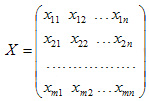 X = x₁₁ x₁₂ ...x₁ₙ
x₂₁ x₂₂ ...x₂ₙ
.....................
xₘ₁ xₘ₂ ...xₘₙ